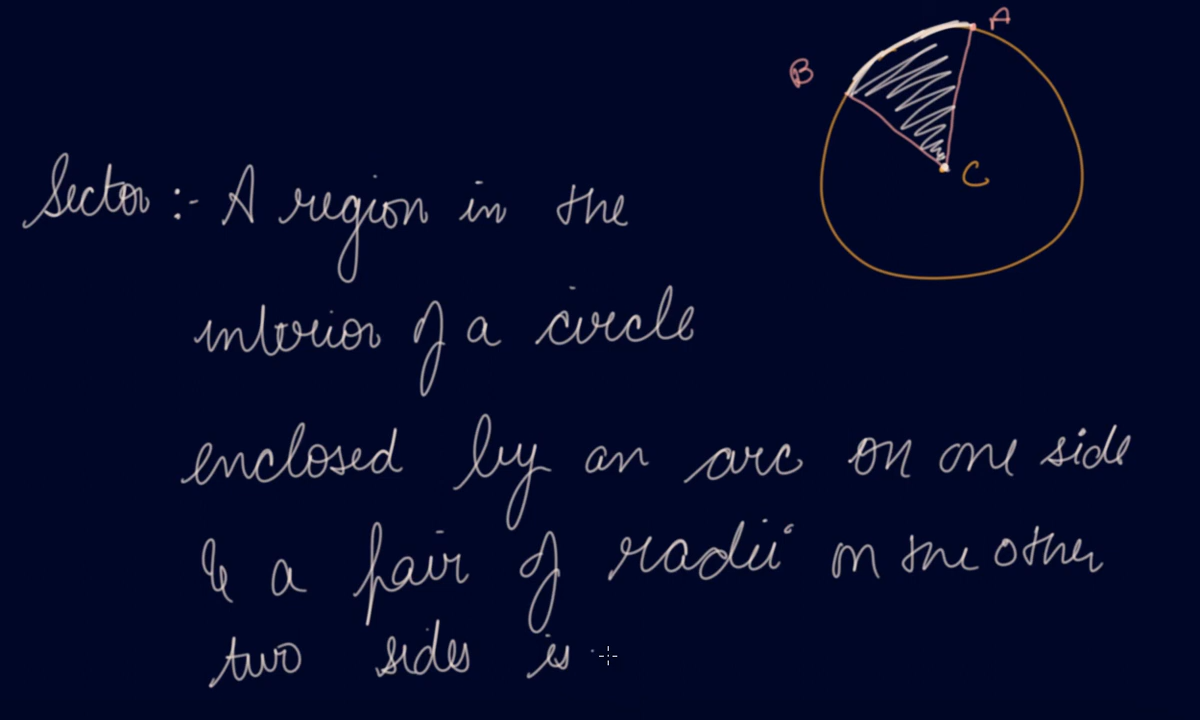 A
B
C
Sector :- A region in the
interior of a circle
enclosed by an arc on one side
& a pair of radii on the other
two sides is